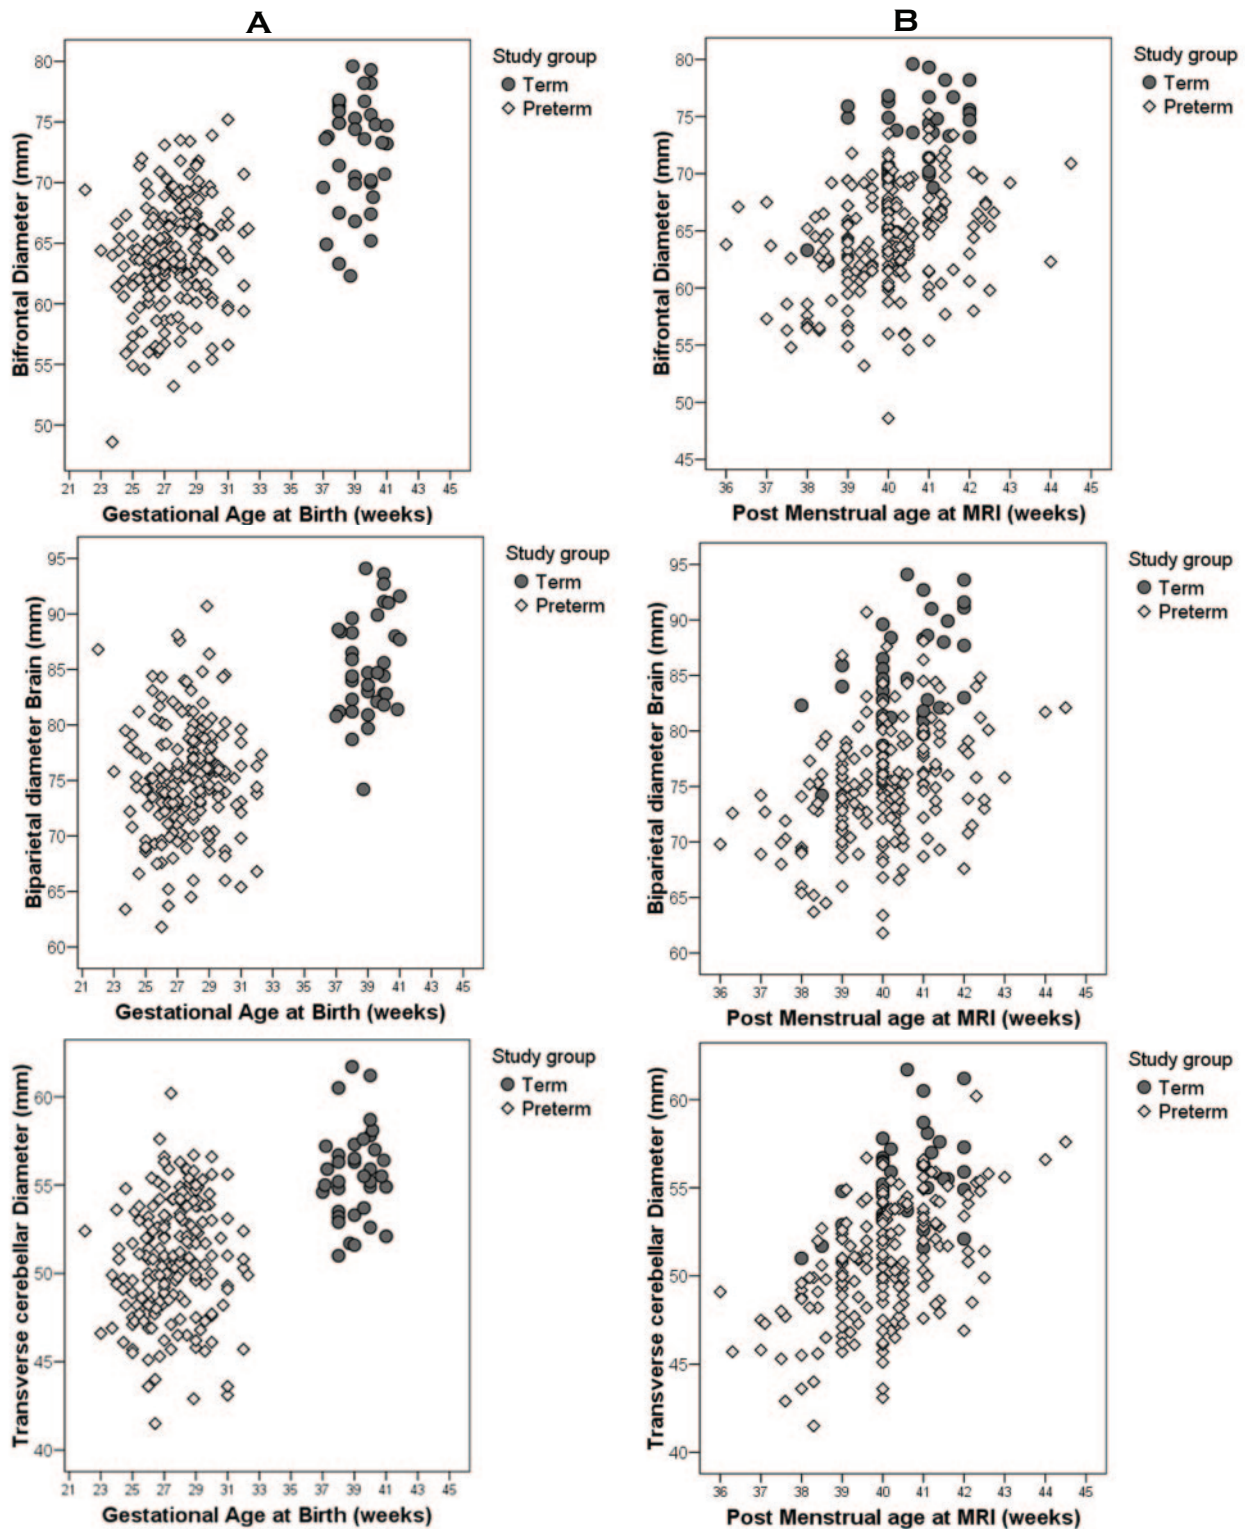 A
B
Bifrontal Diameter (mm)
80
75
70
65
60
55
50
21 23 25 27 29 31 33 35 37 39 41 43 45
Gestational Age at Birth (weeks)
Study group
Term
Preterm
Bifrontal Diameter (mm)
80
75
70
65
60
55
50
45
36 37 38 39 40 41 42 43 44 45
Post Menstrual age at MRI (weeks)
Study group
Term
Preterm
Biparietal diameter Brain (mm)
95
90
85
80
75
70
65
60
21 23 25 27 29 31 33 35 37 39 41 43 45
Gestational Age at Birth (weeks)
Study group
Term
Preterm
Biparietal diameter Brain (mm)
95
90
85
80
75
70
65
60
36 37 38 39 40 41 42 43 44 45
Post Menstrual age at MRI (weeks)
Study group
Term
Preterm
Transverse cerebellar Diameter (mm)
60
55
50
45
40
21 23 25 27 29 31 33 35 37 39 41 43 45
Gestational Age at Birth (weeks)
Study group
Term
Preterm
Transverse cerebellar Diameter (mm)
60
55
50
45
40
36 37 38 39 40 41 42 43 44 45
Post Menstrual age at MRI (weeks)
Study group
Term
Preterm